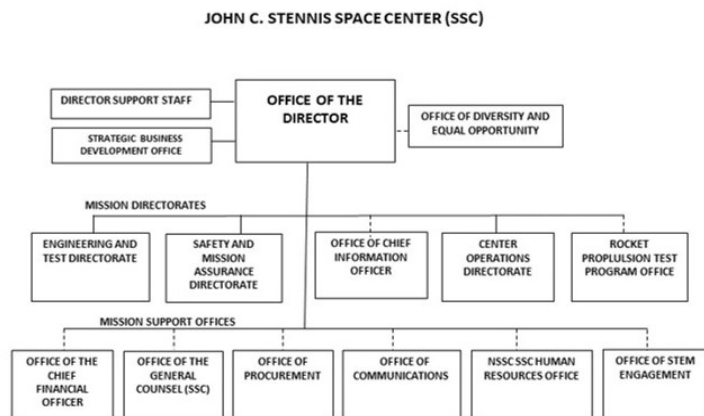 JOHN C. STENNIS SPACE CENTER (SSC)
DIRECTOR SUPPORT STAFF
STRATEGIC BUSINESS
DEVELOPMENT OFFICE
OFFICE OF THE
DIRECTOR
OFFICE OF DIVERSITY AND
EQUAL OPPORTUNITY
MISSION DIRECTORATES
ENGINEERING AND
TEST DIRECTORATE
SAFETY AND
MISSION
ASSURANCE
DIRECTORATE
OFFICE OF CHIEF
INFORMATION
OFFICER
CENTER
OPERATIONS
DIRECTORATE
ROCKET
PROPLULSION TEST
PROGRAM OFFICE
MISSION SUPPORT OFFICES
OFFICE OF THE
CHIEF
FINANCIAL
OFFICER
OFFICE OF THE
GENERAL
COUNSEL (SSC)
OFFICE OF
PROCUREMENT
OFFICE OF
COMMUNICATIONS
NSSC SSC HUMAN
RESOURCES OFFICE
OFFICE OF STEM
ENGAGEMENT